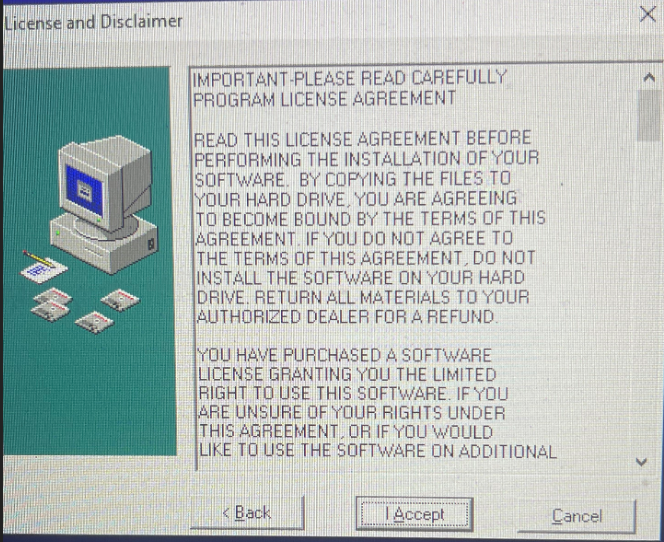 License and Disclaimer
IMPORTANT-PLEASE READ CAREFULLY
PROGRAM LICENSE AGREEMENT
READ THIS LICENSE AGREEMENT BEFORE
PERFORMING THE INSTALLATION OF YOUR
SOFTWARE. BY COPYING THE FILES TO
YOUR HARD DRIVE, YOU ARE AGREEING
TO BECOME BOUND BY THE TERMS OF THIS
AGREEMENT. IF YOU DO NOT AGREE TO
THE TERMS OF THIS AGREEMENT, DO NOT
INSTALL THE SOFTWARE ON YOUR HARD
DRIVE. RETURN ALL MATERIALS TO YOUR
AUTHORIZED DEALER FOR A REFUND.
YOU HAVE PURCHASED A SOFTWARE
LICENSE GRANTING YOU THE LIMITED
RIGHT TO USE THIS SOFTWARE. IF YOU
ARE UNSURE OF YOUR RIGHTS UNDER
THIS AGREEMENT, OR IF YOU WOULD
LIKE TO USE THE SOFTWARE ON ADDITIONAL
< Back
I Accept
Cancel